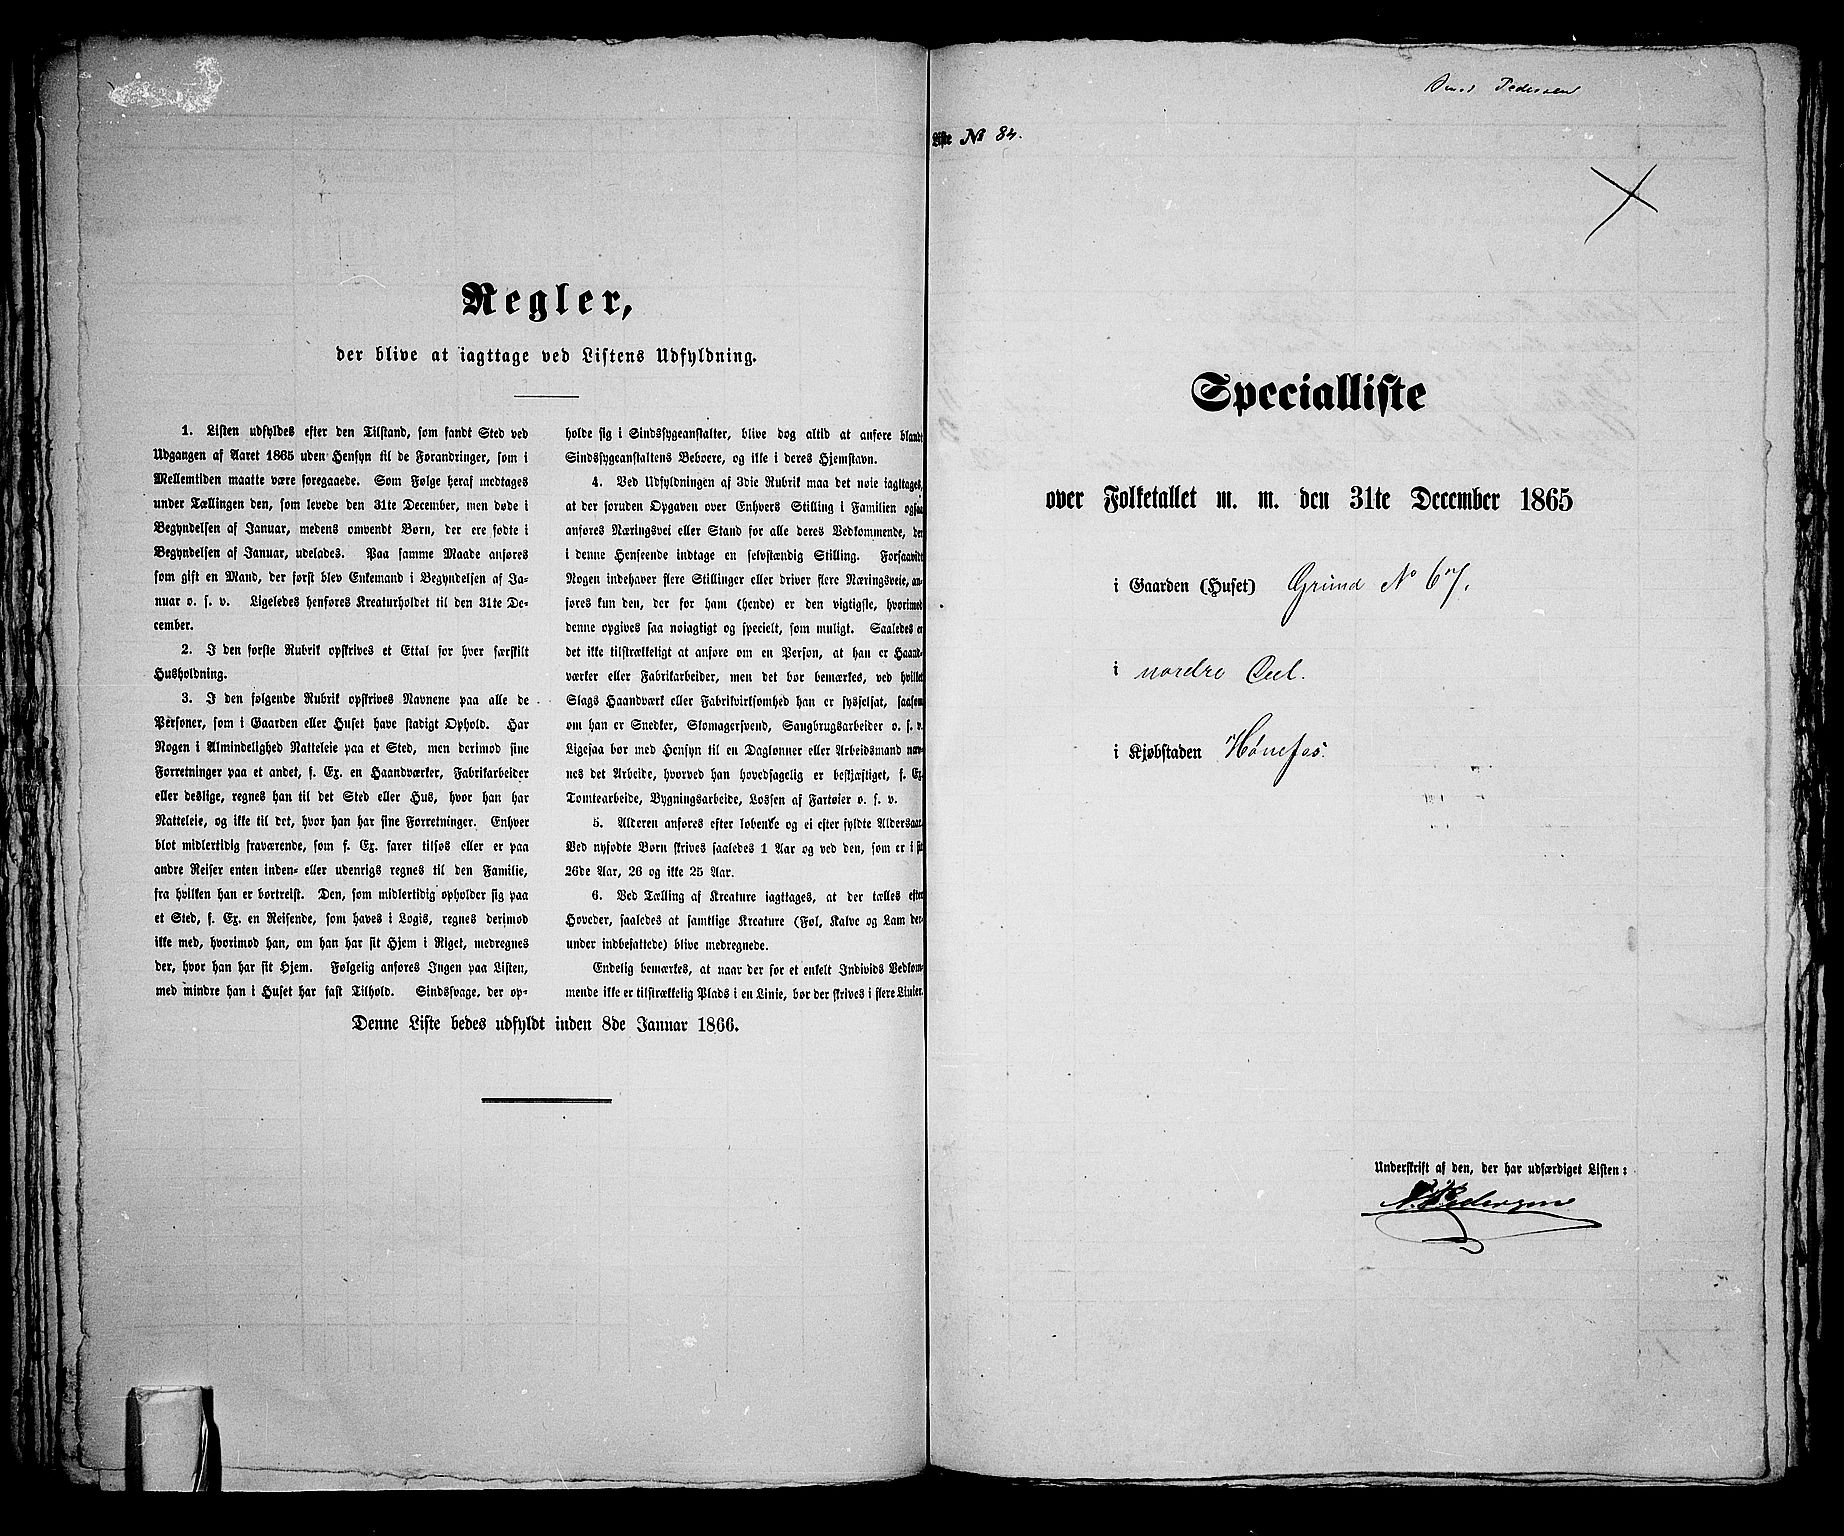 Regler,
der blive at iagttage ved Listens Udfyldning.
1. Listen udfyldes efter den Tilstand, som fandt Sted ved
Udgangen af Aaret 1865 uden Hensyn til de Forandringer, som i
Mellemtiden maatte være foregaaede. Som Følge heraf medtages
under Tællingen den, som levede den 31te December, men døde i
Begyndelsen af Januar, medens omvendt Børn, der ere fødte i
Begyndelsen af Januar, udelades. Paa samme Maade anføres
som gift en Mand, der først blev Enkemand i Begyndelsen af Ja-
nuar o. s. v. Ligeledes henføres Kreaturholdet til den 31te De-
cember.
2. I den første Rubrik opskrives et Ettal for hver særskilt
Husholdning.
3. I den følgende Rubrik opskrives Navnene paa alle de
Personer, som i Gaarden eller Huset have stadigt Ophold. Har
Nogen i Almindelighed Natteleie paa et Sted, men derimod sine
Forretninger paa et andet, s. Ex. en Haandværker, Fabrikarbeider
eller deslige, regnes han til det Sted eller Hus, hvor han har
Natteleie, og ikke til det, hvor han har sine Forretninger. Enhver
blot midlertidig fraværende, som s. Ex. farer tilsøs eller er paa
andre Reiser enten inden- eller udenrigs regnes til den Familie,
fra hvilken han er bortreist. Den, som midlertidig opholder sig paa
et Sted, s. Ex. en Reisende, som haves i Logis, regnes derimod
ikke med, hvorimod han, om han har sit Hjem i Riget, medregnes
der, hvor han har sit Hjem. Følgelig anføres Ingen paa Listen,
med mindre han i Huset har fast Tilhold. Sindssvage, der op-
holde sig i Sindssygeanstalter, blive dog altid at anføre blandt
Sindssygeanstaltens Beboere, og ikke i deres Hjemstavn.
4. Ved Udfyldningen af 3die Rubrik maa det nøie iagttages,
at der foruden Opgaven over Enhvers Stilling i Familien ogsaa
anføres Næringsvei eller Stand for alle deres Vedkommende, der
i denne Henseende indtage en selvstændig Stilling. Forsaavidt
Nogen indehaver flere Stillinger eller driver flere Næringsveie, an-
føres kun den, der for ham (hende) er den vigtigste, hvorimod
denne opgives saa nøiagtigt og specielt, som muligt. Saaledes er
det ikke tilstrækkeligt at anføre om en Person, at han er Haand-
værker eller Fabrikarbeider, men det bør bemærkes, ved hvilket
Slags Haandværk eller Fabrikvirksomhed han er sysselsat, saasom
om han er Snedker, Skomagersvend, Saugbrugsarbeider o. s. v.
Ligesaa bør med Hensyn til en Daglønner eller Arbeidsmand næv-
nes det Arbeide, hvorved han hovedsagelig er beskjæftiget, s. Ex.
Tomtearbeide, Bygningsarbeide, Lossen af Fartøier o. s. v.
5. Alderen anføres efter løbende og ei efter fyldte Aldersaar.
Ved nyfødte Børn skrives saaledes 1 Aar og ved den, som er i sit
26de Aar, 26 og ikke 25 Aar.
6. Ved Tælling af Kreature iagttages, at der tælles efter
Hoveder, saaledes at samtlige Kreature (Føl, Kalve og Lam der-
under indbefattede) blive medregnede.
Endelig bemærkes, at naar der for et enkelt Individs Vedkom-
mende ikke er tilstrækkelig Plads i en Linie, bør der skrives i flere Linier.
Denne Liste bedes udfyldt inden 8de Januar 1866.
Pedersen
Liste No 84.
Specialliste
over Folketallet m. m. den 31te December 1865
i Gaarden (Huset) Grund No 67.
i nordre Deel.
i Kjøbstaden Hønefos.
Underskrift af den, der har udfærdiget Listen:
Pedersen